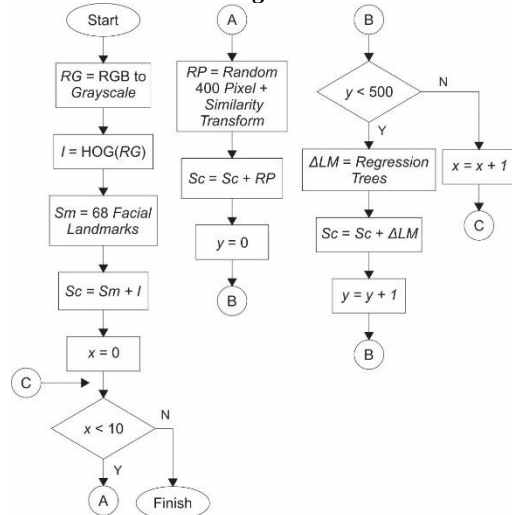 Start
RG = RGB to
Grayscale
I = HOG(RG)
Sm = 68 Facial
Landmarks
Sc = Sm + I
x = 0
C
x < 10
N
Y
A
Finish
A
RP = Random
400 Pixel +
Similarity
Transform
Sc = Sc + RP
y = 0
B
B
y < 500
N
Y
ΔLM = Regression
Trees
x = x + 1
C
Sc = Sc + ΔLM
y = y + 1
B